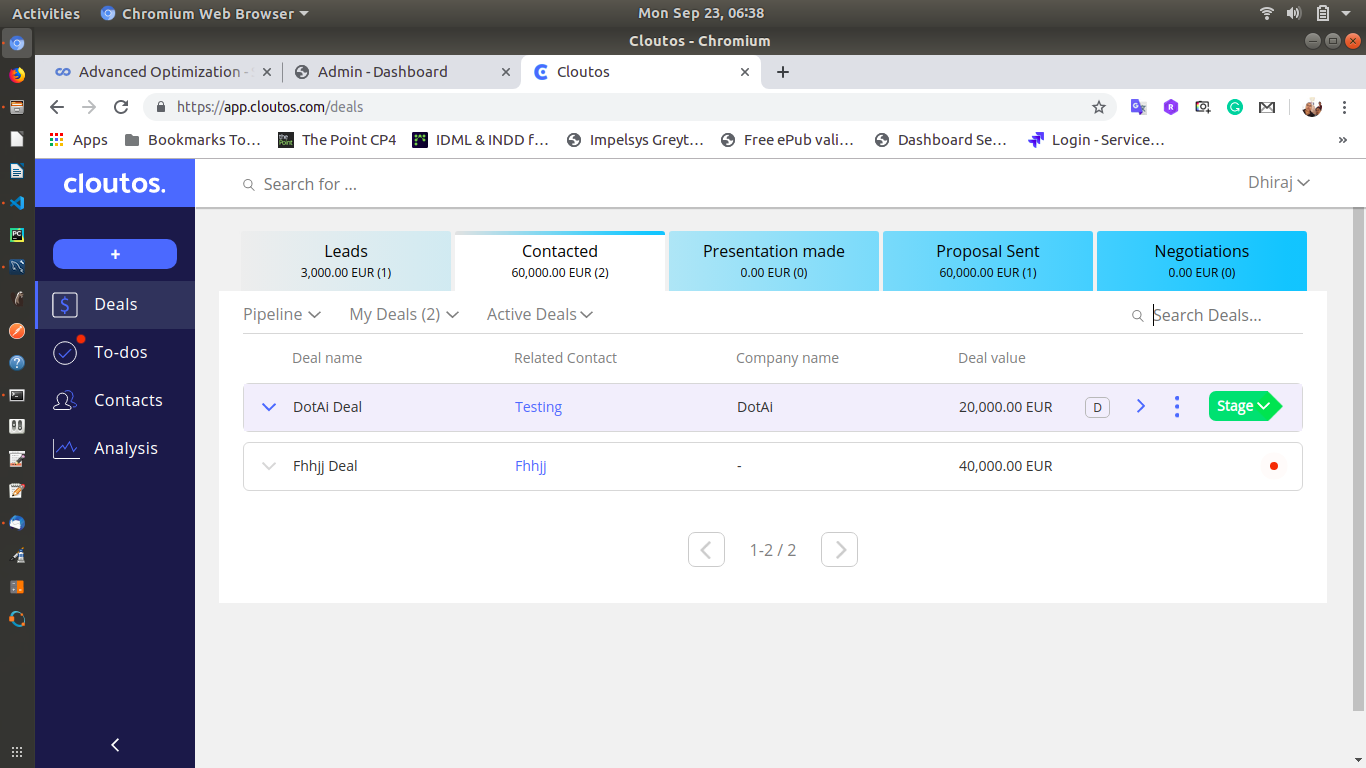 Activities
Chromium Web Browser
Mon Sep 23, 06:38
Cloutos - Chromium
Advanced Optimization -
Admin - Dashboard
Cloutos
https://app.cloutos.com/deals
Apps
Bookmarks To...
The Point CP4
IDML & INDD f...
Impelsys Greyt...
Free ePub vali...
Dashboard Se...
Login - Service...
»
cloutos.
Search for ...
Dhiraj
+
Deals
To-dos
Contacts
Analysis
Leads
3,000.00 EUR (1)
Contacted
60,000.00 EUR (2)
Presentation made
0.00 EUR (0)
Proposal Sent
60,000.00 EUR (1)
Negotiations
0.00 EUR (0)
Pipeline
My Deals (2)
Active Deals
Search Deals...
Deal name Related Contact Company name Deal value
DotAi Deal Testing DotAi 20,000.00 EUR D Stage
Fhhjj Deal Fhhjj - 40,000.00 EUR
1-2 / 2